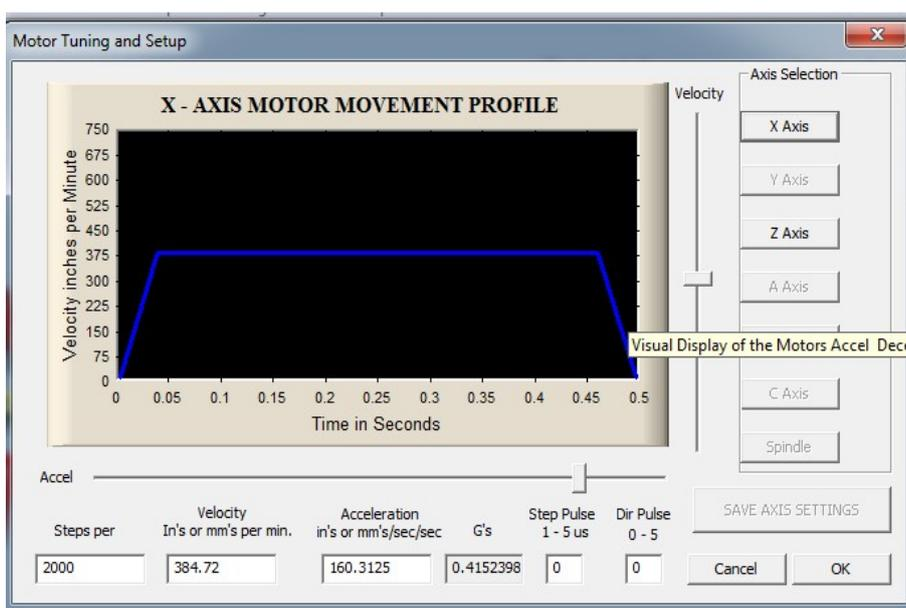 Motor Tuning and Setup
X - AXIS MOTOR MOVEMENT PROFILE
Velocity inches per Minute
750
675
600
525
450
375
300
225
150
75
0
0 0.05 0.1 0.15 0.2 0.25 0.3 0.35 0.4 0.45 0.5
Time in Seconds
Velocity
Axis Selection
X Axis
Y Axis
Z Axis
A Axis
Visual Display of the Motors Accel Dece
C Axis
Spindle
Accel
SAVE AXIS SETTINGS
Steps per
Velocity
In's or mm's per min.
Acceleration
in's or mm's/sec/sec
G's
Step Pulse
1 - 5 us
Dir Pulse
0 - 5
2000 384.72 160.3125 0.4152398 0 0
Cancel OK